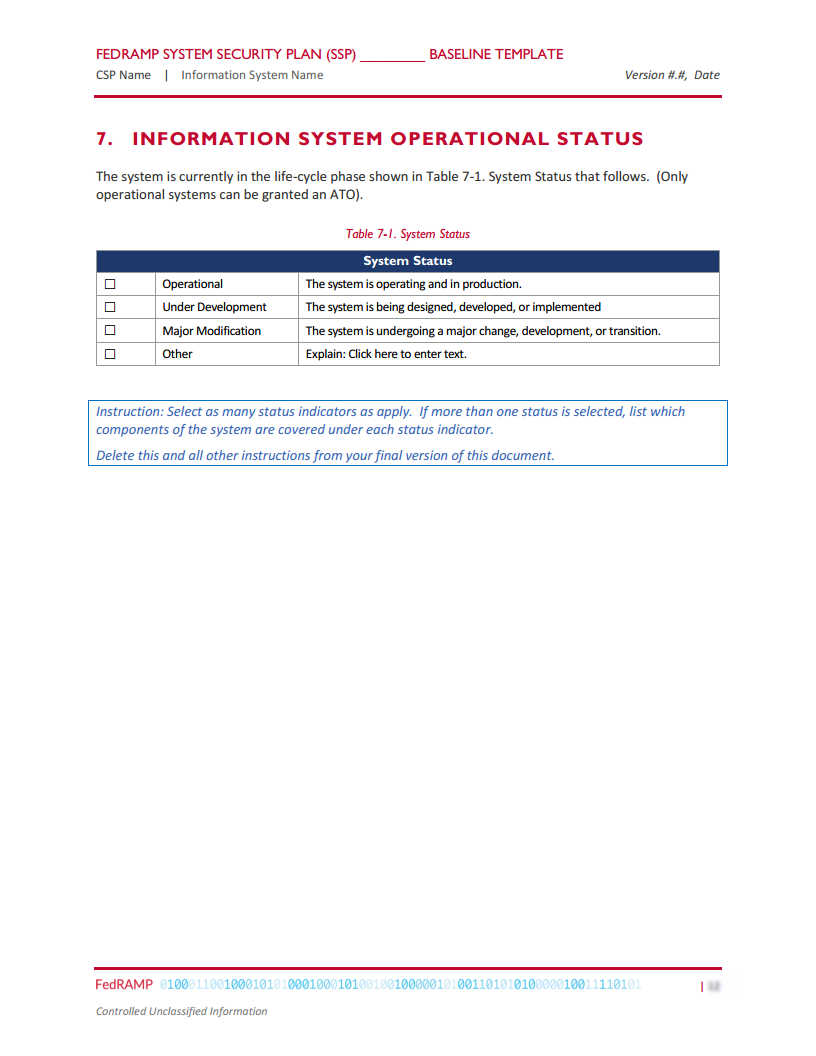 FEDRAMP SYSTEM SECURITY PLAN (SSP) _________ BASELINE TEMPLATE
CSP Name | Information System Name Version #.#, Date
7. INFORMATION SYSTEM OPERATIONAL STATUS
The system is currently in the life-cycle phase shown in Table 7-1. System Status that follows. (Only
operational systems can be granted an ATO).
Table 7-1. System Status
System Status
☐ Operational The system is operating and in production.
☐ Under Development The system is being designed, developed, or implemented
☐ Major Modification The system is undergoing a major change, development, or transition.
☐ Other Explain: Click here to enter text.
Instruction: Select as many status indicators as apply. If more than one status is selected, list which
components of the system are covered under each status indicator.
Delete this and all other instructions from your final version of this document.
FedRAMP |
Controlled Unclassified Information